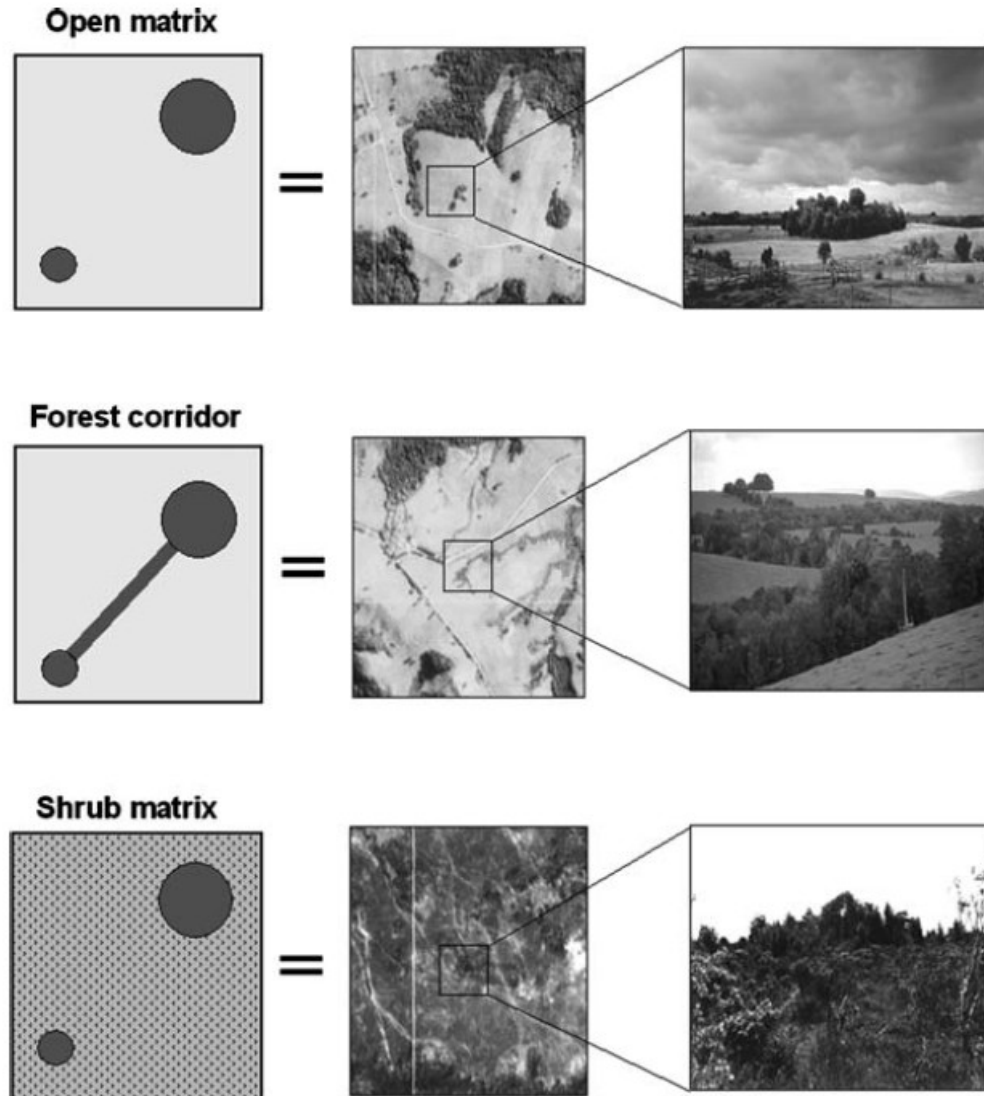 Open matrix
=
Forest corridor
=
Shrub matrix
=